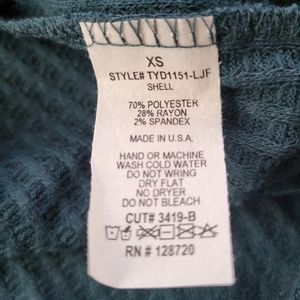 XS
STYLE# TYD1151-LJF
SHELL
70% POLYESTER
28% RAYON
2% SPANDEX
MADE IN U.S.A.
HAND OR MACHINE
WASH COLD WATER
DO NOT WRING
DRY FLAT
NO DRYER
DO NOT BLEACH
CUT# 3419-B
RN # 128720